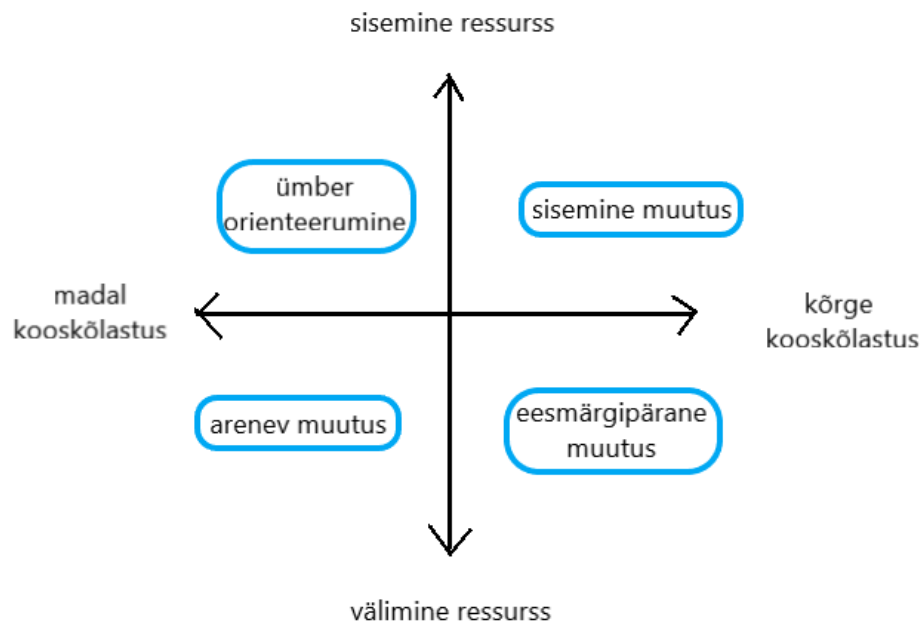 sisemine ressurss
ümber
orienteerumine
sisemine muutus
madal
kooskõlastus
kõrge
kooskõlastus
arenev muutus
eesmärgipärane
muutus
välimine ressurss